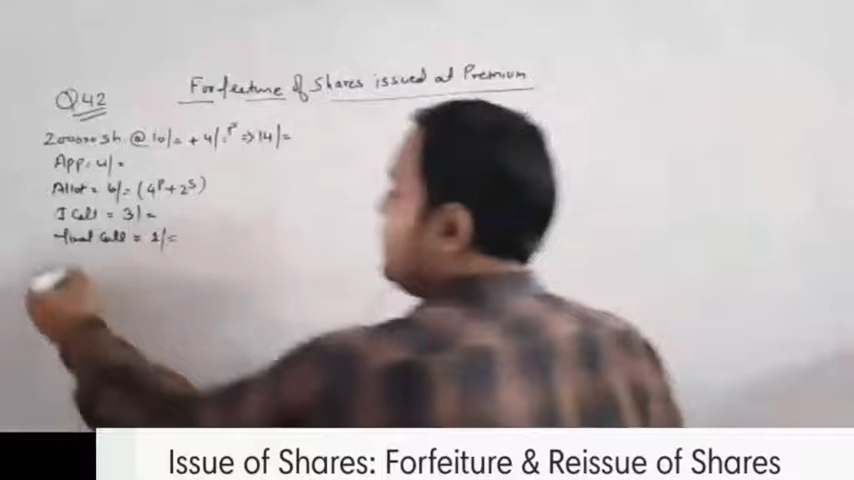 Q42
Forfeiture of Shares issued at Premium
200000 sh @ 10/= + 4/=P => 14/=
App = 4/=
Allot = 6/= (4P + 2S)
I Call = 3/=
Final Call = 1/=
Issue of Shares: Forfeiture & Reissue of Shares